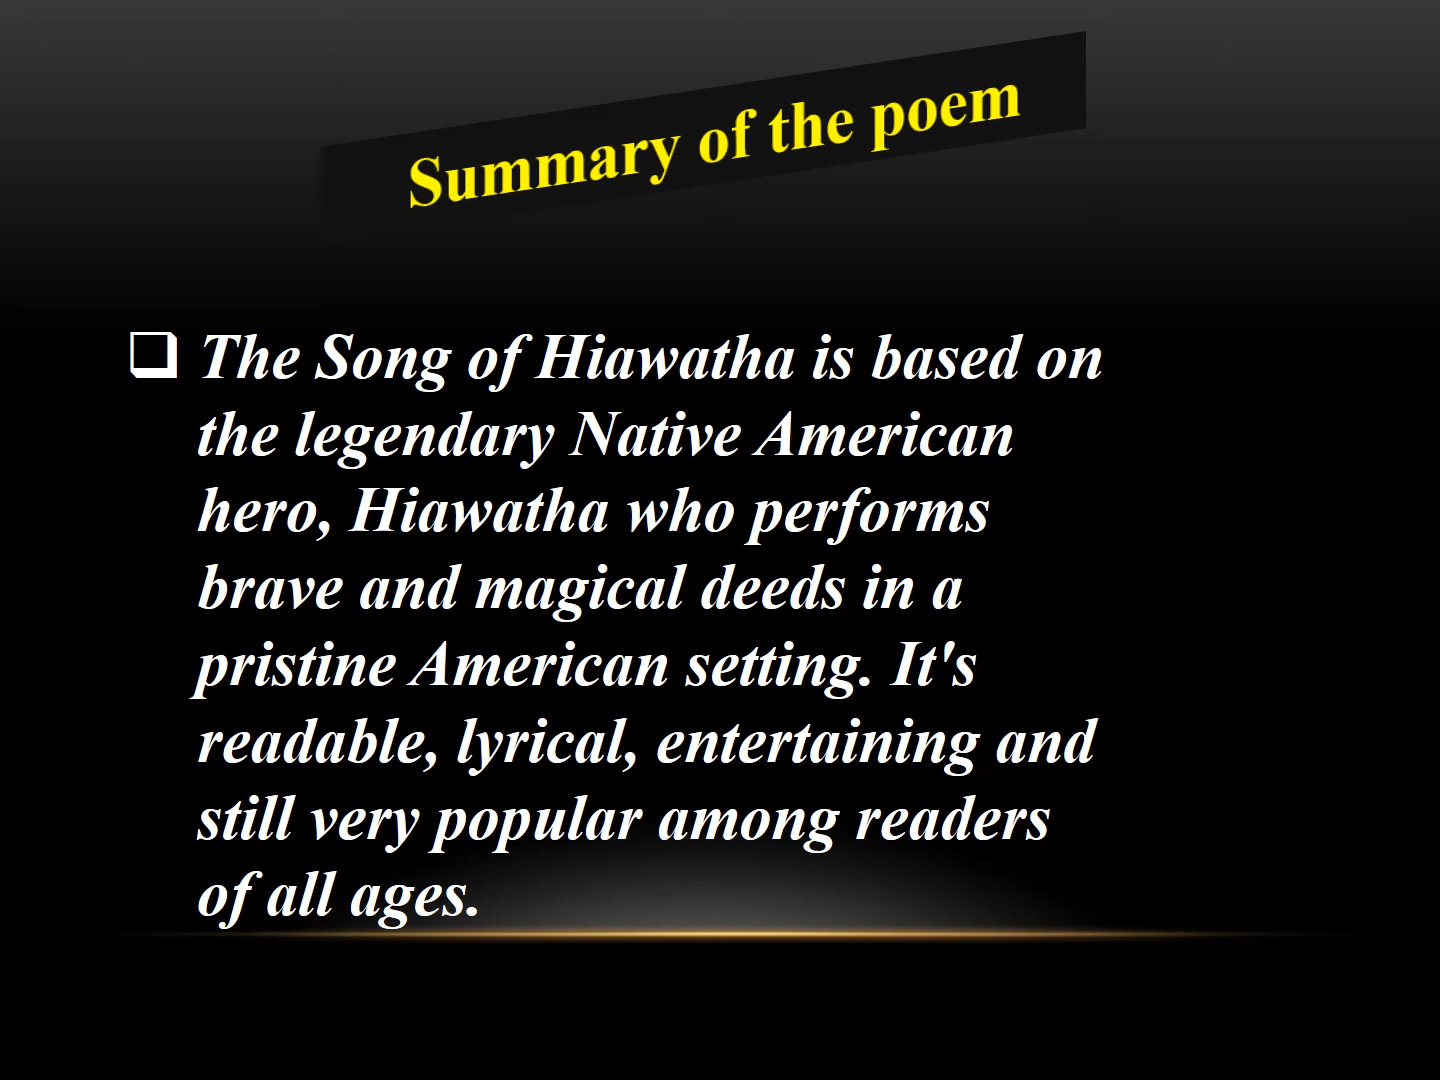 Summary of the poem
❑ The Song of Hiawatha is based on
the legendary Native American
hero, Hiawatha who performs
brave and magical deeds in a
pristine American setting. It's
readable, lyrical, entertaining and
still very popular among readers
of all ages.